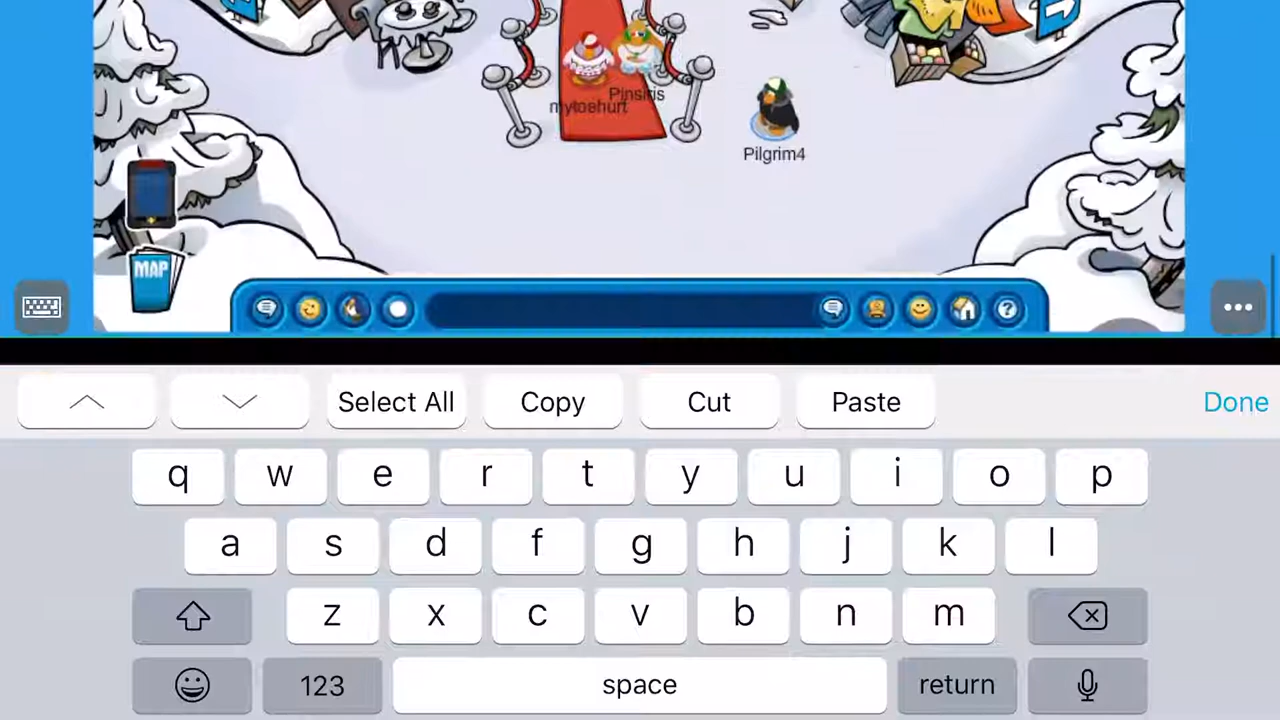 Pinsiris
mytoehurt
Pilgrim4
MAP
?
Select All Copy Cut Paste Done
q w e r t y u i o p
a s d f g h j k l
z x c v b n m
123 space return